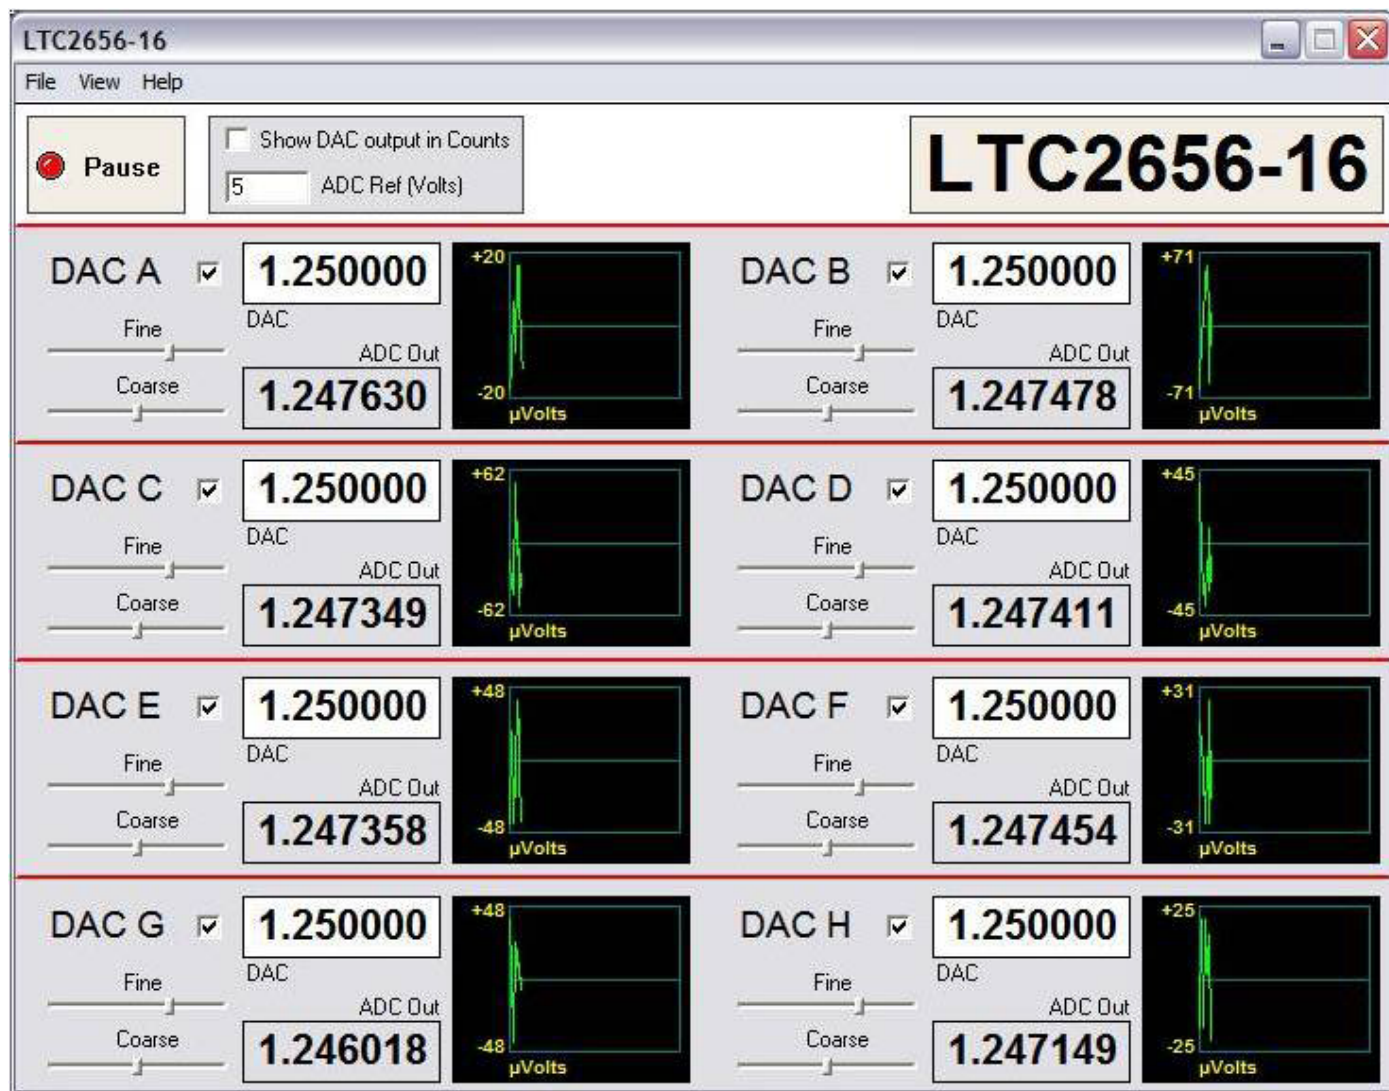 LTC2656-16
File View Help
Pause
Show DAC output in Counts
5 ADC Ref (Volts)
LTC2656-16
DAC A
1.250000
DAC
Fine
ADC Out
Coarse
1.247630
+20
-20
µVolts
DAC B
1.250000
DAC
Fine
ADC Out
Coarse
1.247478
+71
-71
µVolts
DAC C
1.250000
DAC
Fine
ADC Out
Coarse
1.247349
+62
-62
µVolts
DAC D
1.250000
DAC
Fine
ADC Out
Coarse
1.247411
+45
-45
µVolts
DAC E
1.250000
DAC
Fine
ADC Out
Coarse
1.247358
+48
-48
µVolts
DAC F
1.250000
DAC
Fine
ADC Out
Coarse
1.247454
+31
-31
µVolts
DAC G
1.250000
DAC
Fine
ADC Out
Coarse
1.246018
+48
-48
µVolts
DAC H
1.250000
DAC
Fine
ADC Out
Coarse
1.247149
+25
-25
µVolts